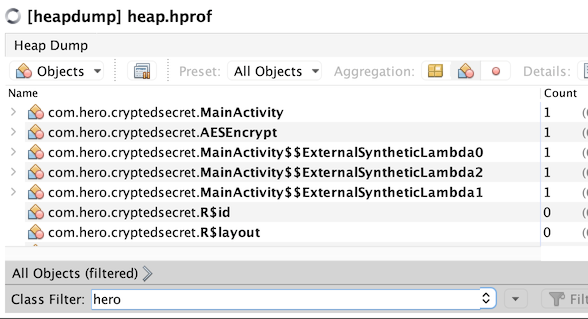 [heapdump] heap.hprof
Heap Dump
Objects Preset: All Objects Aggregation: Details:
Name Count
com.hero.cryptedsecret.MainActivity 1
com.hero.cryptedsecret.AESEncrypt 1
com.hero.cryptedsecret.MainActivity$$ExternalSyntheticLambda0 1
com.hero.cryptedsecret.MainActivity$$ExternalSyntheticLambda2 1
com.hero.cryptedsecret.MainActivity$$ExternalSyntheticLambda1 1
com.hero.cryptedsecret.R$id 0
com.hero.cryptedsecret.R$layout 0
All Objects (filtered)
Class Filter: hero